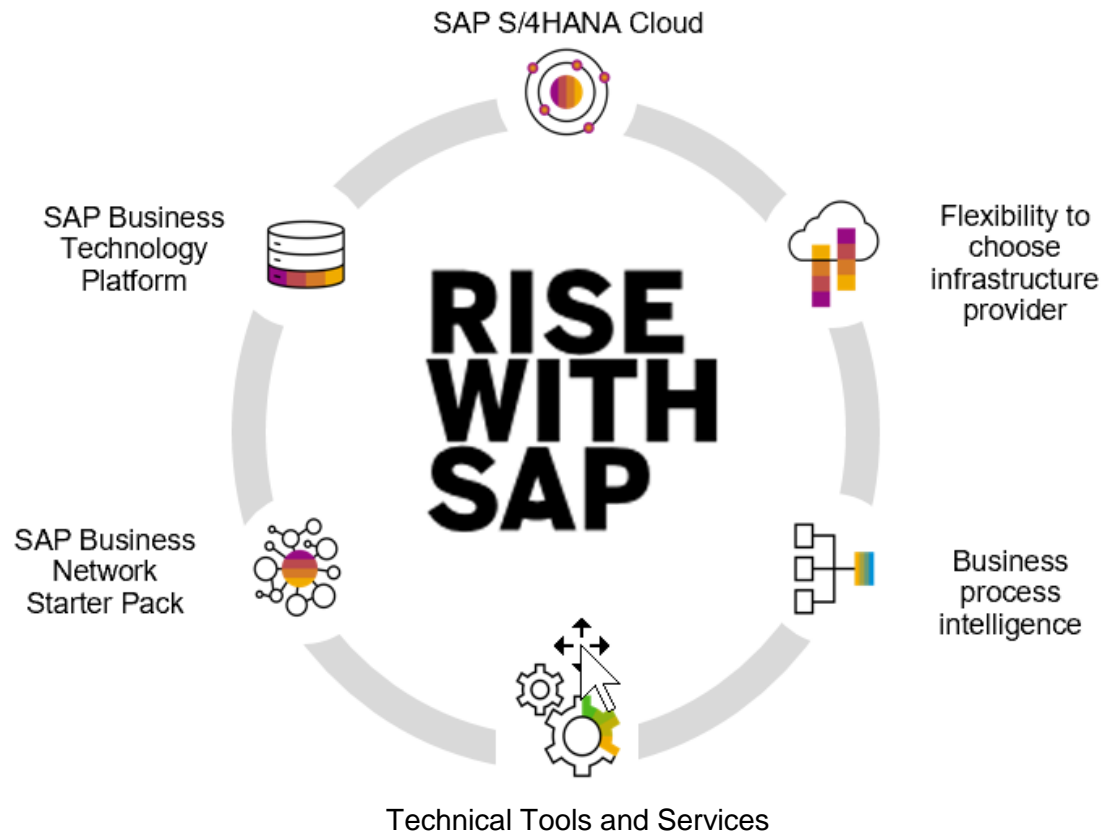 SAP S/4HANA Cloud
SAP Business
Technology
Platform
Flexibility to
choose
infrastructure
provider
RISE
WITH
SAP
SAP Business
Network
Starter Pack
Business
process
intelligence
Technical Tools and Services